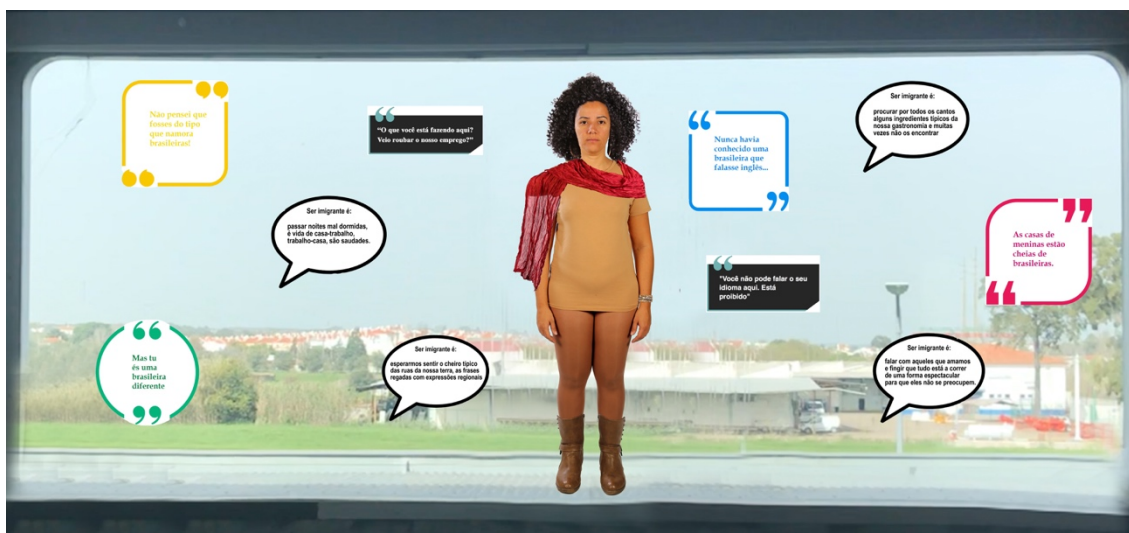 Não pensei que
fosses do tipo
que namora
brasileiras!
“O que você está fazendo aqui?
Veio roubar o nosso emprego?”
Nunca havia
conhecido uma
brasileira que
falasse inglês...
Ser imigrante é:
procurar por todos os cantos
alguns ingredientes típicos da
nossa gastronomia e muitas
vezes não os encontrar
Ser imigrante é:
passar noites mal dormidas,
é vida de casa-trabalho,
trabalho-casa, são saudades.
"Você não pode falar o seu
idioma aqui. Está
proibido"
As casas de
meninas estão
cheias de
brasileiras.
Mas tu
és uma
brasileira
diferente
Ser imigrante é:
esperarmos sentir o cheiro típico
das ruas da nossa terra, as frases
regadas com expressões regionais
Ser imigrante é:
falar com aqueles que amamos
e fingir que tudo está a correr
de uma forma espectacular
para que eles não se preocupem.